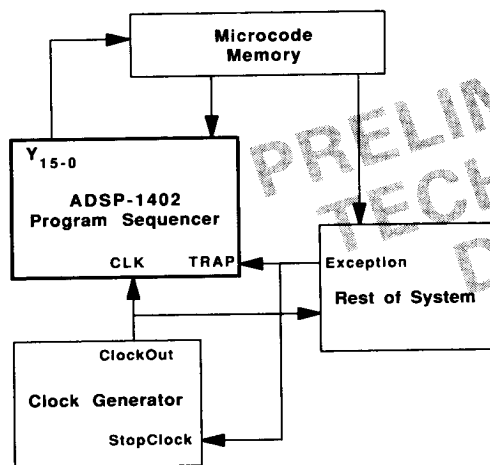 Microcode
Memory
Y15-0
ADSP-1402
Program Sequencer
CLK TRAP
Exception
Rest of System
ClockOut
Clock Generator
StopClock